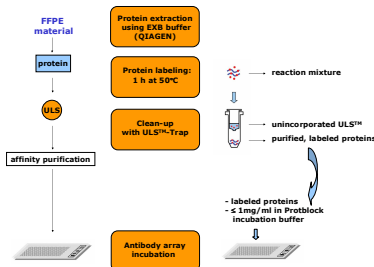 FFPE
material
protein
ULS
affinity purification
Protein extraction
using EXB buffer
(QIAGEN)
Protein labeling:
1 h at 50°C
Clean-up
with ULS™-Trap
Antibody array
incubation
reaction mixture
unincorporated ULS™
purified, labeled proteins
- labeled proteins
- ≤ 1mg/ml in Protblock
incubation buffer